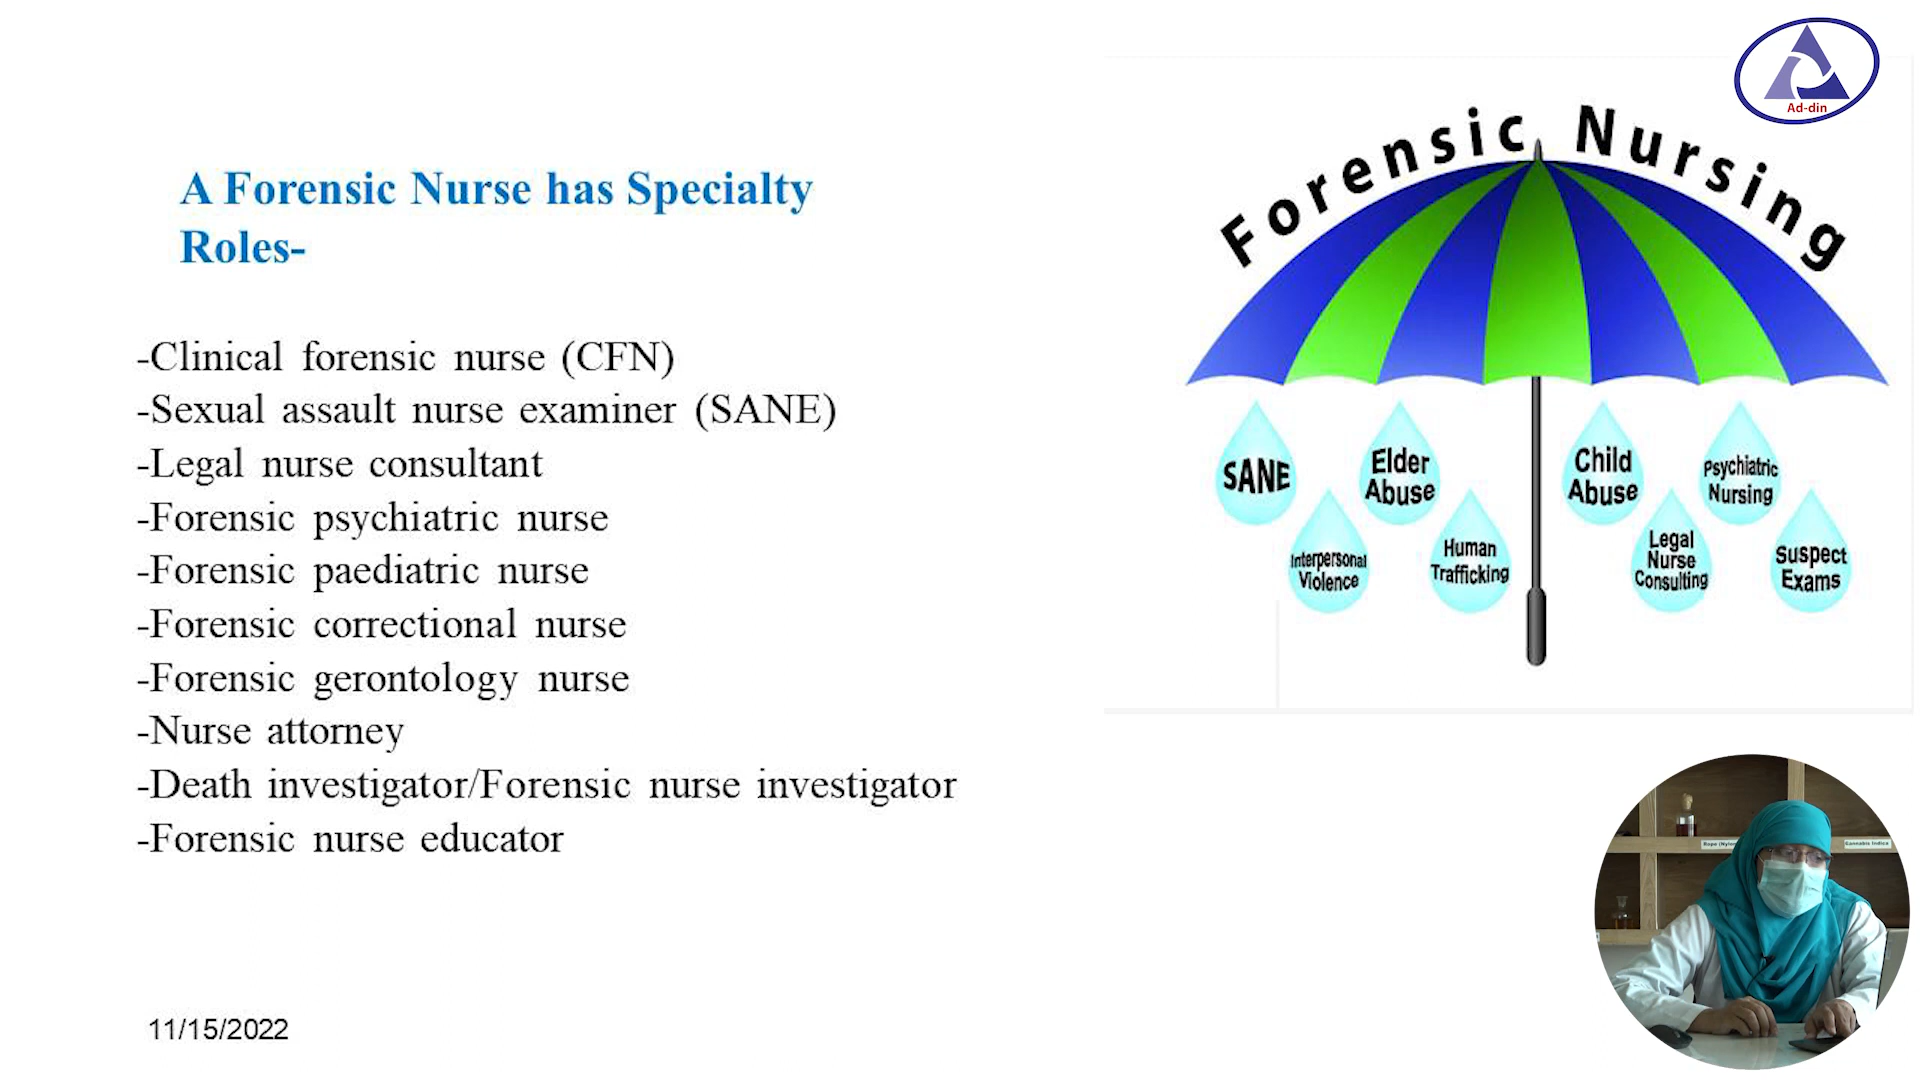 Ad-din
Forensic Nursing
A Forensic Nurse has Specialty
Roles-
-Clinical forensic nurse (CFN)
-Sexual assault nurse examiner (SANE)
-Legal nurse consultant
-Forensic psychiatric nurse
-Forensic paediatric nurse
-Forensic correctional nurse
-Forensic gerontology nurse
-Nurse attorney
-Death investigator/Forensic nurse investigator
-Forensic nurse educator
SANE
Elder
Abuse
Child
Abuse
Psychiatric
Nursing
Interpersonal
Violence
Human
Trafficking
Legal
Nurse
Consulting
Suspect
Exams
Cannabis Indica
11/15/2022